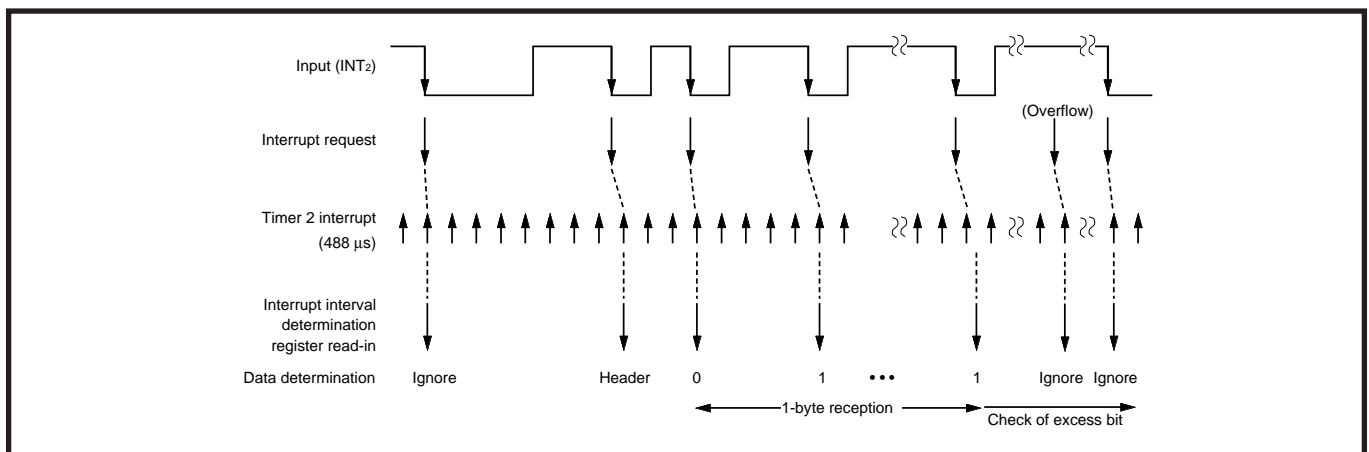 Input (INT2)
(Overflow)
Interrupt request
Timer 2 interrupt
(488 μs)
Interrupt interval
determination
register read-in
Data determination Ignore Header 0 1 ••• 1 Ignore Ignore
1-byte reception
Check of excess bit